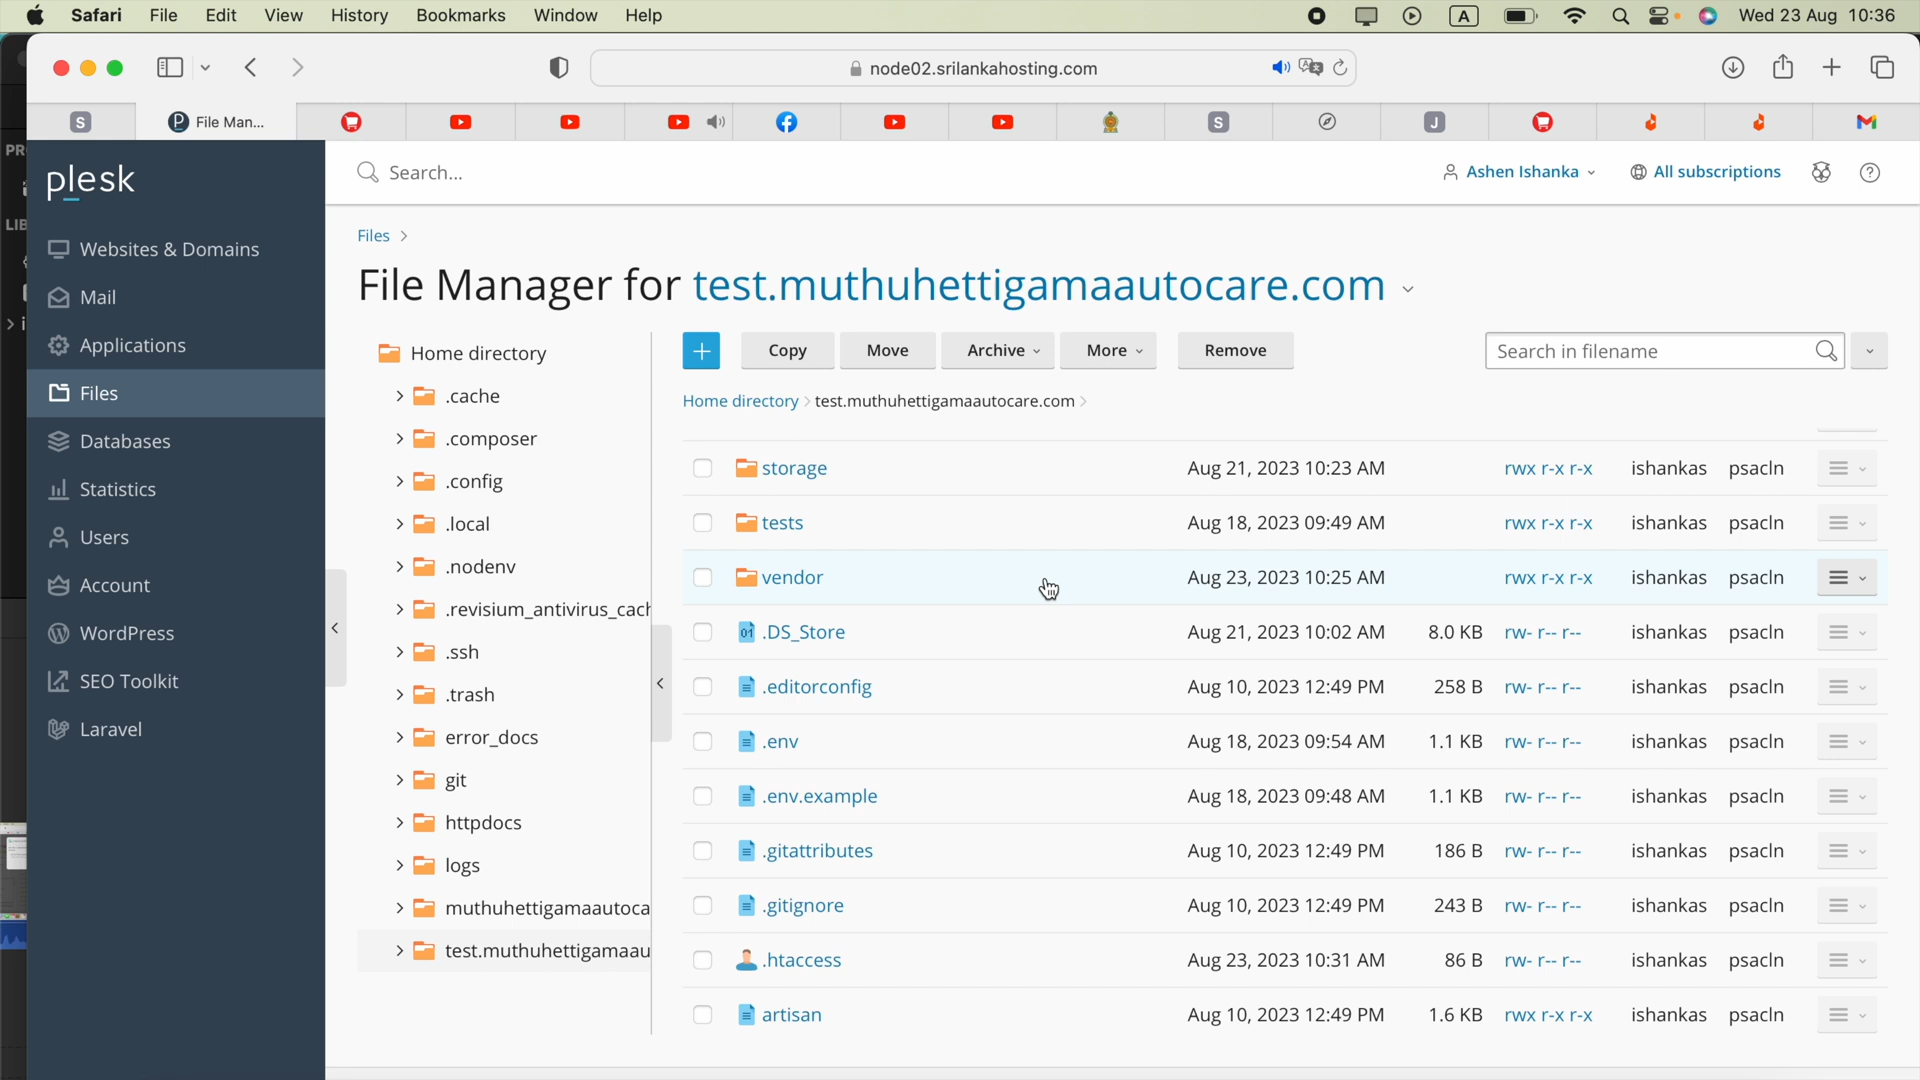 Safari File Edit View History Bookmarks Window Help A Wed 23 Aug 10:36
node02.srilankahosting.com
S File Man... S J
plesk
Search...
Ashen Ishanka All subscriptions
Websites & Domains
Mail
Applications
Files
Databases
Statistics
Users
Account
WordPress
SEO Toolkit
Laravel
Files >
File Manager for test.muthuhettigamaautocare.com
Home directory
.cache
.composer
.config
.local
.nodenv
.revisium_antivirus_cach
.ssh
.trash
error_docs
git
httpdocs
logs
muthuhettigamaautoca
test.muthuhettigamaau
+ Copy Move Archive More Remove Search in filename
Home directory > test.muthuhettigamaautocare.com >
storage Aug 21, 2023 10:23 AM rwx r-x r-x ishankas psacln
tests Aug 18, 2023 09:49 AM rwx r-x r-x ishankas psacln
vendor Aug 23, 2023 10:25 AM rwx r-x r-x ishankas psacln
.DS_Store Aug 21, 2023 10:02 AM 8.0 KB rw- r-- r-- ishankas psacln
.editorconfig Aug 10, 2023 12:49 PM 258 B rw- r-- r-- ishankas psacln
.env Aug 18, 2023 09:54 AM 1.1 KB rw- r-- r-- ishankas psacln
.env.example Aug 18, 2023 09:48 AM 1.1 KB rw- r-- r-- ishankas psacln
.gitattributes Aug 10, 2023 12:49 PM 186 B rw- r-- r-- ishankas psacln
.gitignore Aug 10, 2023 12:49 PM 243 B rw- r-- r-- ishankas psacln
.htaccess Aug 23, 2023 10:31 AM 86 B rw- r-- r-- ishankas psacln
artisan Aug 10, 2023 12:49 PM 1.6 KB rwx r-x r-x ishankas psacln